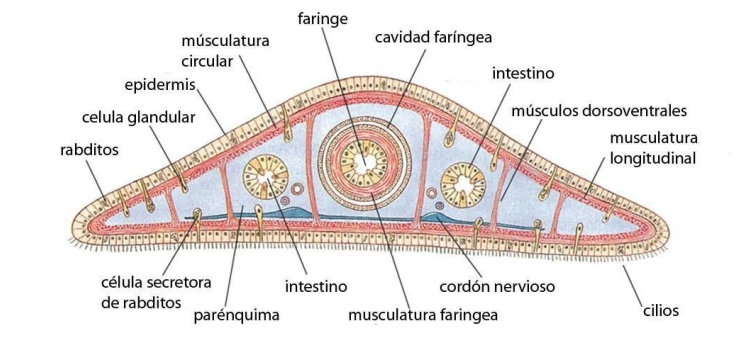 faringe
músculatura
circular
cavidad faríngea
epidermis
intestino
celula glandular
músculos dorsoventrales
rabditos
musculatura
longitudinal
célula secretora
de rabditos
parénquima
intestino
musculatura faringea
cordón nervioso
cilios